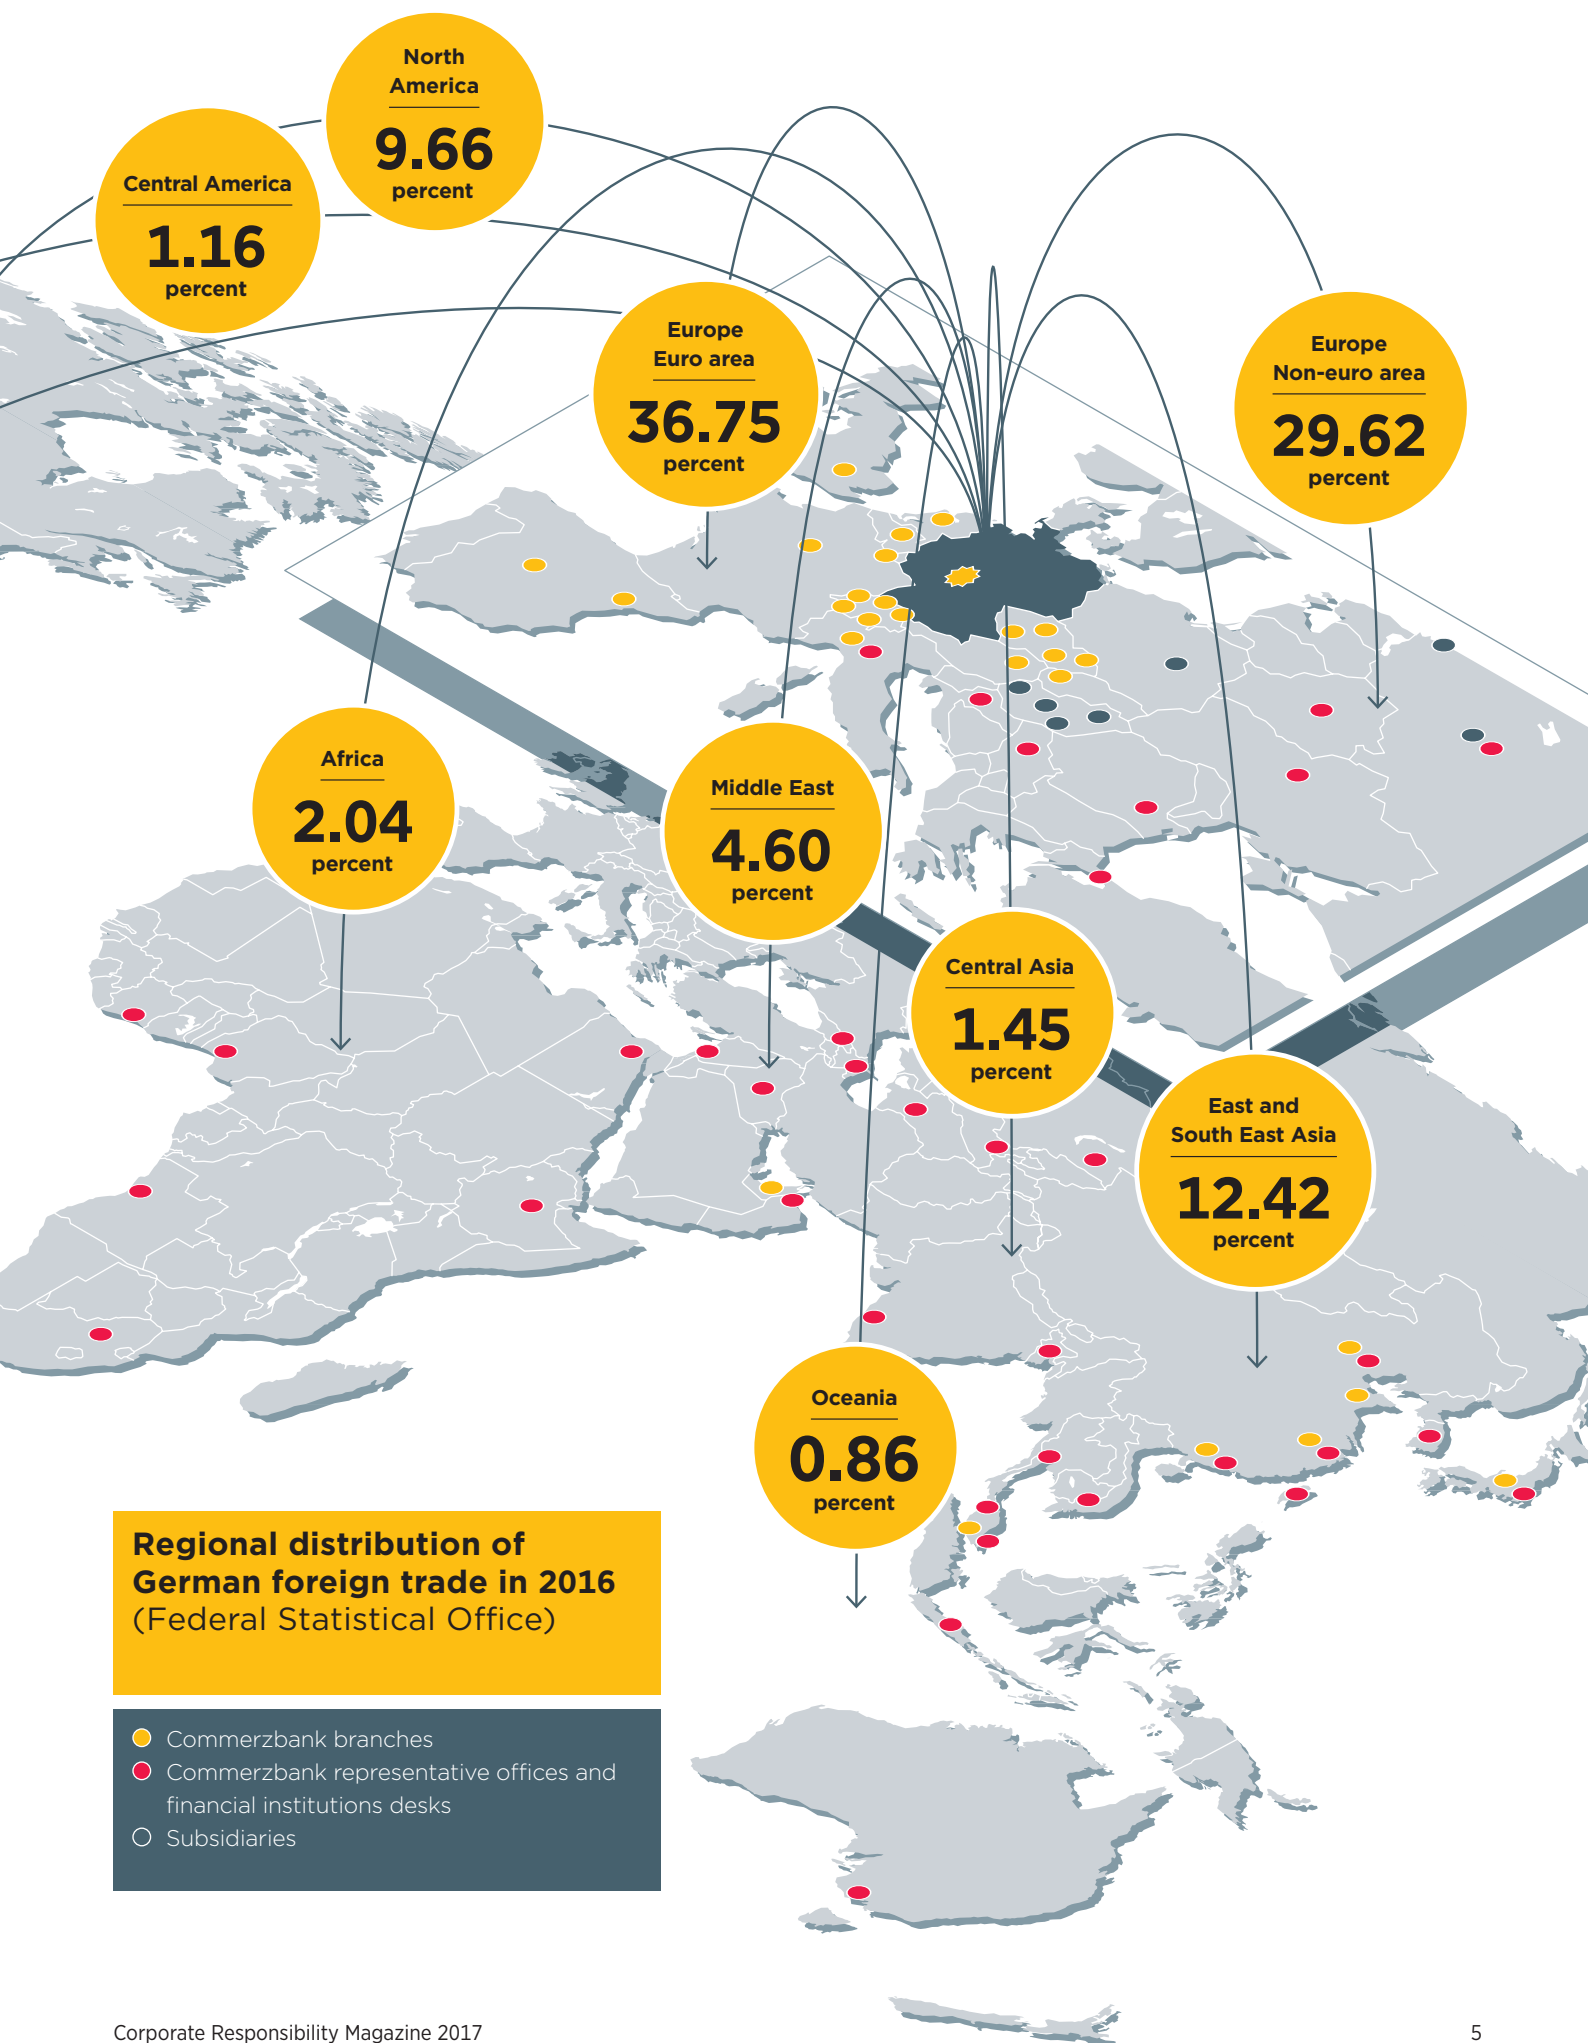 North
America
9.66
percent
Central America
1.16
percent
Europe
Euro area
36.75
percent
Europe
Non-euro area
29.62
percent
Africa
2.04
percent
Middle East
4.60
percent
Central Asia
1.45
percent
East and
South East Asia
12.42
percent
Oceania
0.86
percent
Regional distribution of
German foreign trade in 2016
(Federal Statistical Office)
Commerzbank branches
Commerzbank representative offices and
financial institutions desks
Subsidiaries
Corporate Responsibility Magazine 2017
5